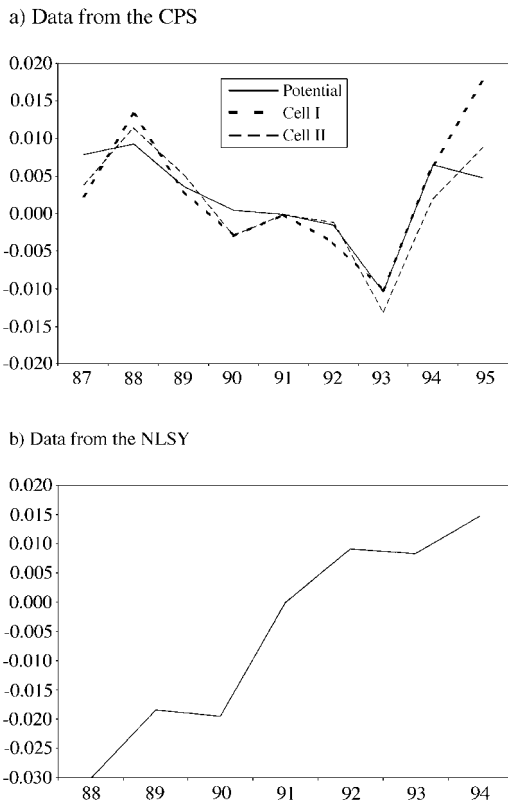 a) Data from the CPS
0.020
0.015
0.010
0.005
0.000
-0.005
-0.010
-0.015
-0.020
Potential
Cell I
Cell II
87 88 89 90 91 92 93 94 95
b) Data from the NLSY
0.020
0.015
0.010
0.005
0.000
-0.005
-0.010
-0.015
-0.020
-0.025
-0.030
88 89 90 91 92 93 94